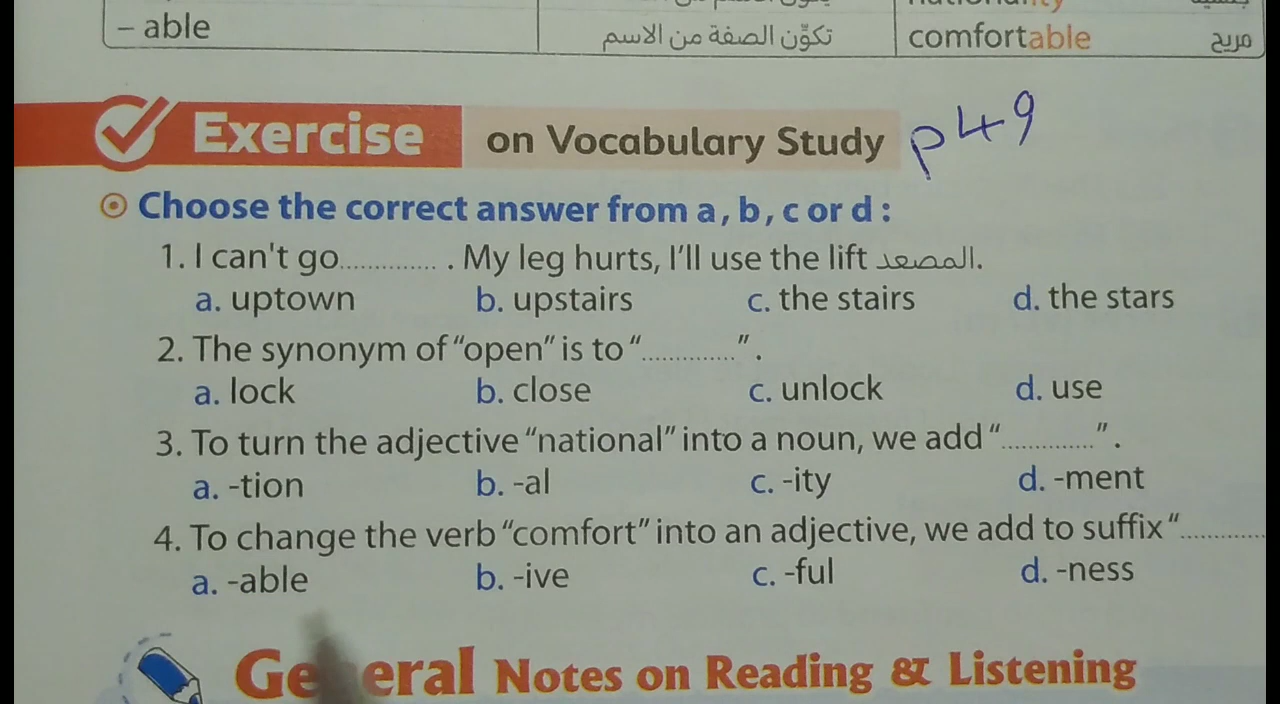 nationality
– able تكوِّن الصفة من الاسم comfortable مريح
Exercise on Vocabulary Study p 49
Choose the correct answer from a, b, c or d :
1. I can't go.............. . My leg hurts, I'll use the lift المصعد.
a. uptown b. upstairs c. the stairs d. the stars
2. The synonym of "open" is to "..............".
a. lock b. close c. unlock d. use
3. To turn the adjective "national" into a noun, we add "..............".
a. -tion b. -al c. -ity d. -ment
4. To change the verb "comfort" into an adjective, we add to suffix "..............
a. -able b. -ive c. -ful d. -ness
General Notes on Reading & Listening